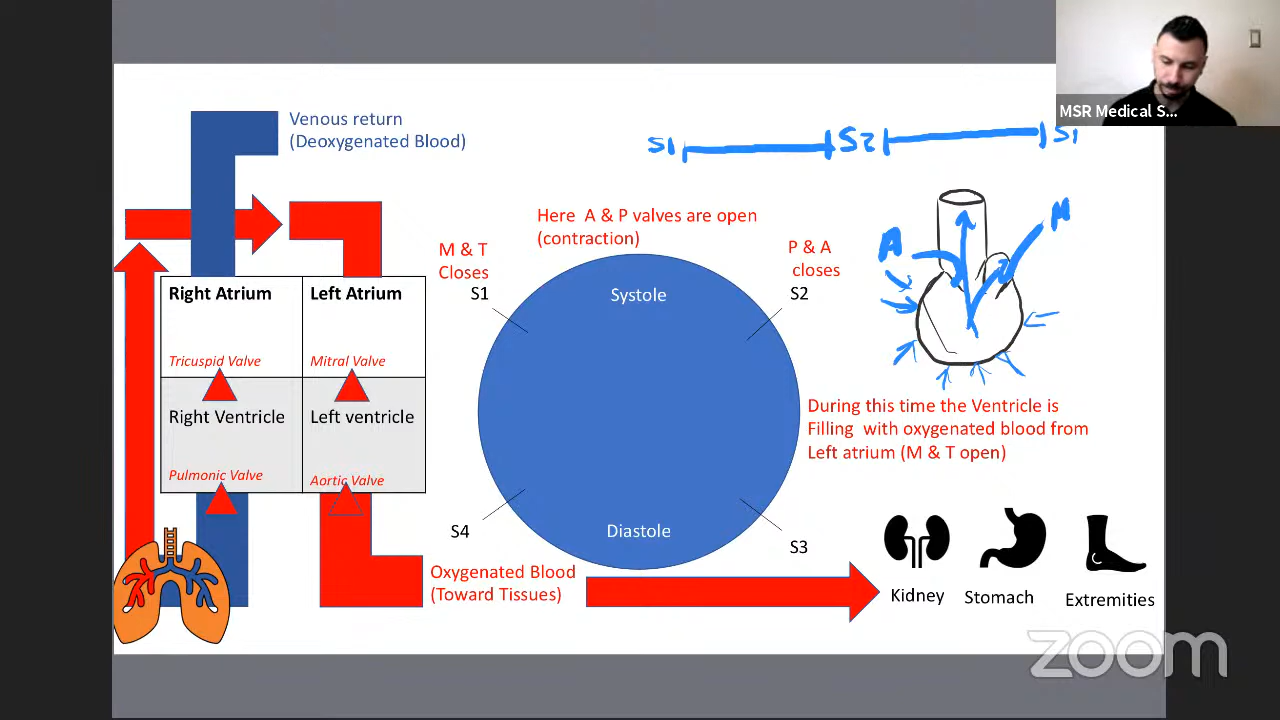 MSR Medical S...
Venous return
(Deoxygenated Blood)
S1
S2
S1
Here A & P valves are open
(contraction)
M & T
Closes
S1
P & A
closes
S2
A
M
Right Atrium
Left Atrium
Systole
Tricuspid Valve
Mitral Valve
Right Ventricle
Left ventricle
During this time the Ventricle is
Filling with oxygenated blood from
Left atrium (M & T open)
Pulmonic Valve
Aortic Valve
S4
Diastole
S3
Oxygenated Blood
(Toward Tissues)
Kidney
Stomach
Extremities
zoom